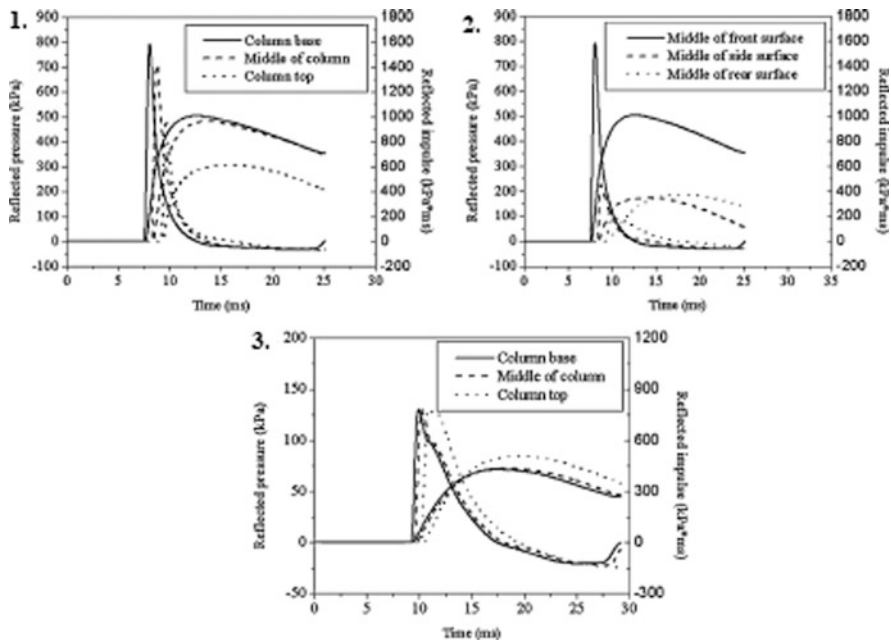 1.
900
800
700
600
500
400
300
200
100
0
-100
Reflected pressure (kPa)
1800
1600
1400
1200
1000
800
600
400
200
0
-200
Reflected impulse (kPa*ms)
Column base
Middle of column
Column top
0 5 10 15 20 25 30
Time (ms)
2.
900
800
700
600
500
400
300
200
100
0
-100
Reflected pressure (kPa)
1800
1600
1400
1200
1000
800
600
400
200
0
-200
Reflected impulse (kPa*ms)
Middle of front surface
Middle of side surface
Middle of rear surface
0 5 10 15 20 25 30
Time (ms)
3.
200
150
100
50
0
-50
Reflected pressure (kPa)
1200
900
600
300
0
-300
Reflected impulse (kPa*ms)
Column base
Middle of column
Column top
0 5 10 15 20 25 30
Time (ms)